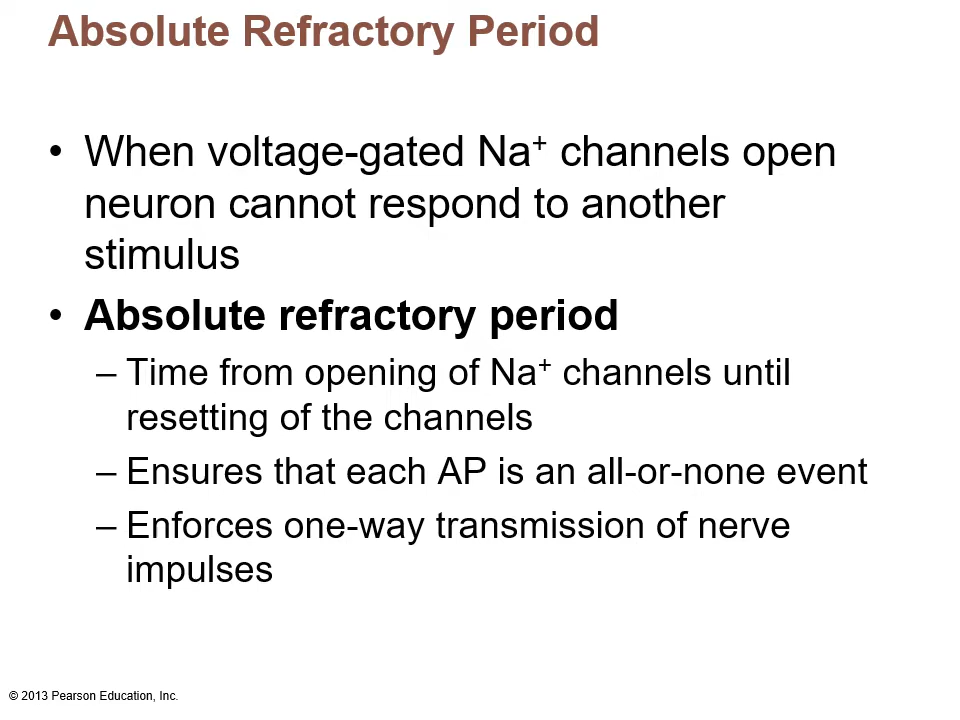 Absolute Refractory Period
• When voltage-gated Na⁺ channels open
neuron cannot respond to another
stimulus
• Absolute refractory period
– Time from opening of Na⁺ channels until
resetting of the channels
– Ensures that each AP is an all-or-none event
– Enforces one-way transmission of nerve
impulses
© 2013 Pearson Education, Inc.